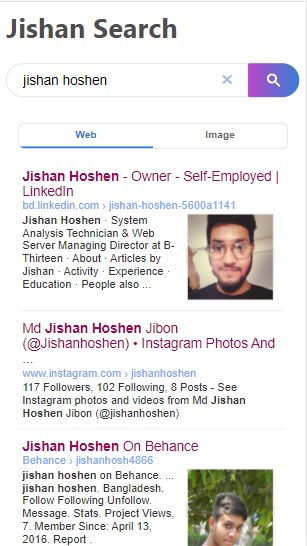 Jishan Search
jishan hoshen
Web Image
Jishan Hoshen - Owner - Self-Employed |
LinkedIn
bd.linkedin.com › jishan-hoshen-5600a1141
Jishan Hoshen · System
Analysis Technician & Web
Server Managing Director at B-
Thirteen · About · Articles by
Jishan · Activity · Experience ·
Education · People also ...
Md Jishan Hoshen Jibon
(@Jishanhoshen) • Instagram Photos And
...
www.instagram.com › jishanhoshen
117 Followers, 102 Following, 8 Posts - See
Instagram photos and videos from Md Jishan
Hoshen Jibon (@jishanhoshen)
Jishan Hoshen On Behance
Behance › jishanhosh4866
jishan hoshen on Behance. ...
jishan hoshen. Bangladesh.
Follow Following Unfollow.
Message. Stats. Project Views,
7. Member Since: April 13,
2016. Report .